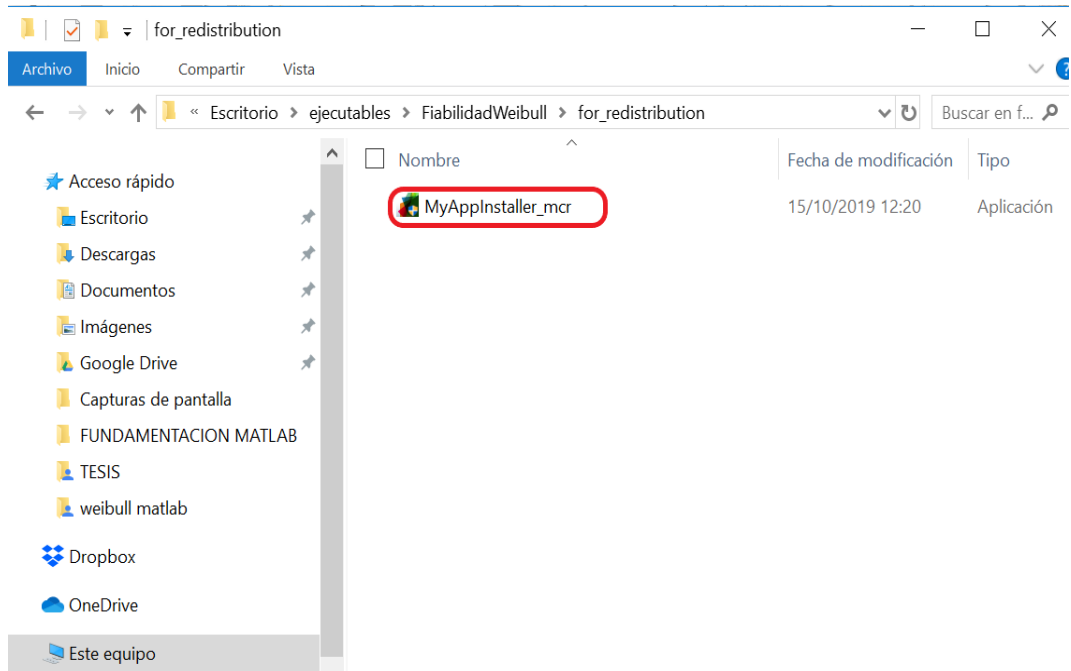 for_redistribution
Archivo Inicio Compartir Vista
« Escritorio > ejecutables > FiabilidadWeibull > for_redistribution
Buscar en f...
Nombre Fecha de modificación Tipo
MyAppInstaller_mcr 15/10/2019 12:20 Aplicación
Acceso rápido
Escritorio
Descargas
Documentos
Imágenes
Google Drive
Capturas de pantalla
FUNDAMENTACION MATLAB
TESIS
weibull matlab
Dropbox
OneDrive
Este equipo